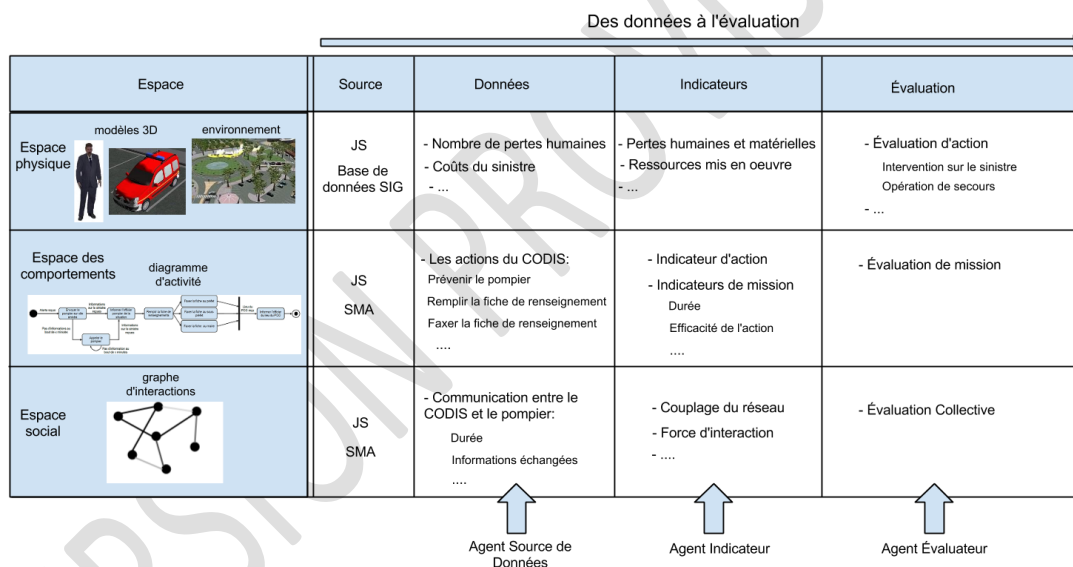 Des données à l'évaluation
Espace
Source
Données
Indicateurs
Évaluation
Espace
physique
modèles 3D
environnement
JS
Base de
données SIG
- Nombre de pertes humaines
- Coûts du sinistre
- ...
- Pertes humaines et matérielles
- Ressources mis en oeuvre
- ...
- Évaluation d'action
Intervention sur le sinistre
Opération de secours
- ...
Espace des
comportements
diagramme
d'activité
JS
SMA
- Les actions du CODIS:
Prévenir le pompier
Remplir la fiche de renseignement
Faxer la fiche de renseignement
....
- Indicateur d'action
- Indicateurs de mission
Durée
Efficacité de l'action
....
- Évaluation de mission
Espace
social
graphe
d'interactions
JS
SMA
- Communication entre le
CODIS et le pompier:
Durée
Informations échangées
....
- Couplage du réseau
- Force d'interaction
- ....
- Évaluation Collective
Agent Source de
Données
Agent Indicateur
Agent Évaluateur